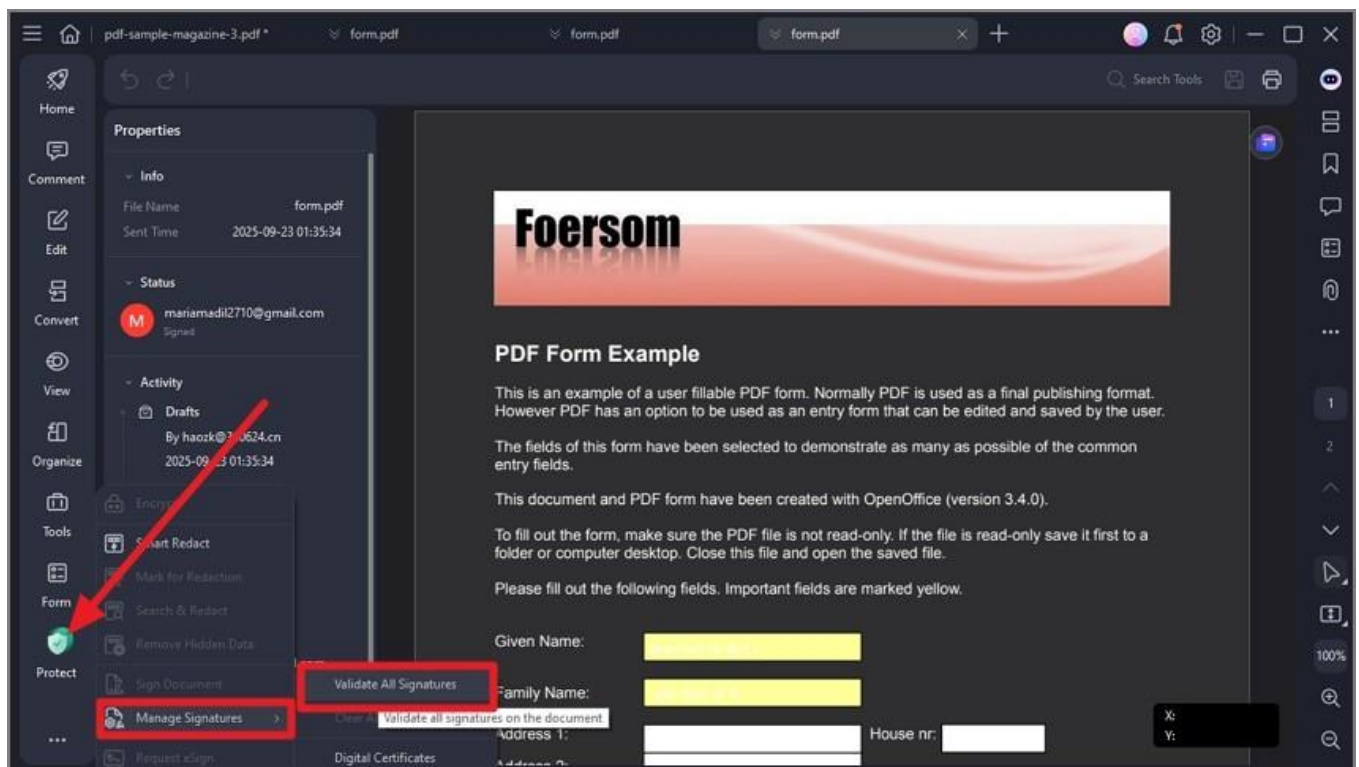 pdf-sample-magazine-3.pdf *
form.pdf
form.pdf
form.pdf
Home
Search Tools
Properties
Comment
Info
File Name form.pdf
Sent Time 2025-09-23 01:35:34
Edit
Status
M
mariamadil2710@gmail.com
Signed
Convert
View
Activity
Drafts
By haozk@
2025-09- 01:35:34
Organize
Tools
Smart Redact
Mark for Redaction
Form
Search & Redact
Remove Hidden Data
Protect
Sign Document
Manage Signatures
Request eSign
Validate All Signatures
Validate all signatures on the document
Digital Certificates
Foersom
PDF Form Example
This is an example of a user fillable PDF form. Normally PDF is used as a final publishing format.
However PDF has an option to be used as an entry form that can be edited and saved by the user.
The fields of this form have been selected to demonstrate as many as possible of the common
entry fields.
This document and PDF form have been created with OpenOffice (version 3.4.0).
To fill out the form, make sure the PDF file is not read-only. If the file is read-only save it first to a
folder or computer desktop. Close this file and open the saved file.
Please fill out the following fields. Important fields are marked yellow.
Given Name:
Family Name:
Address 1: House nr:
Address 2:
X:
Y:
1
2
100%